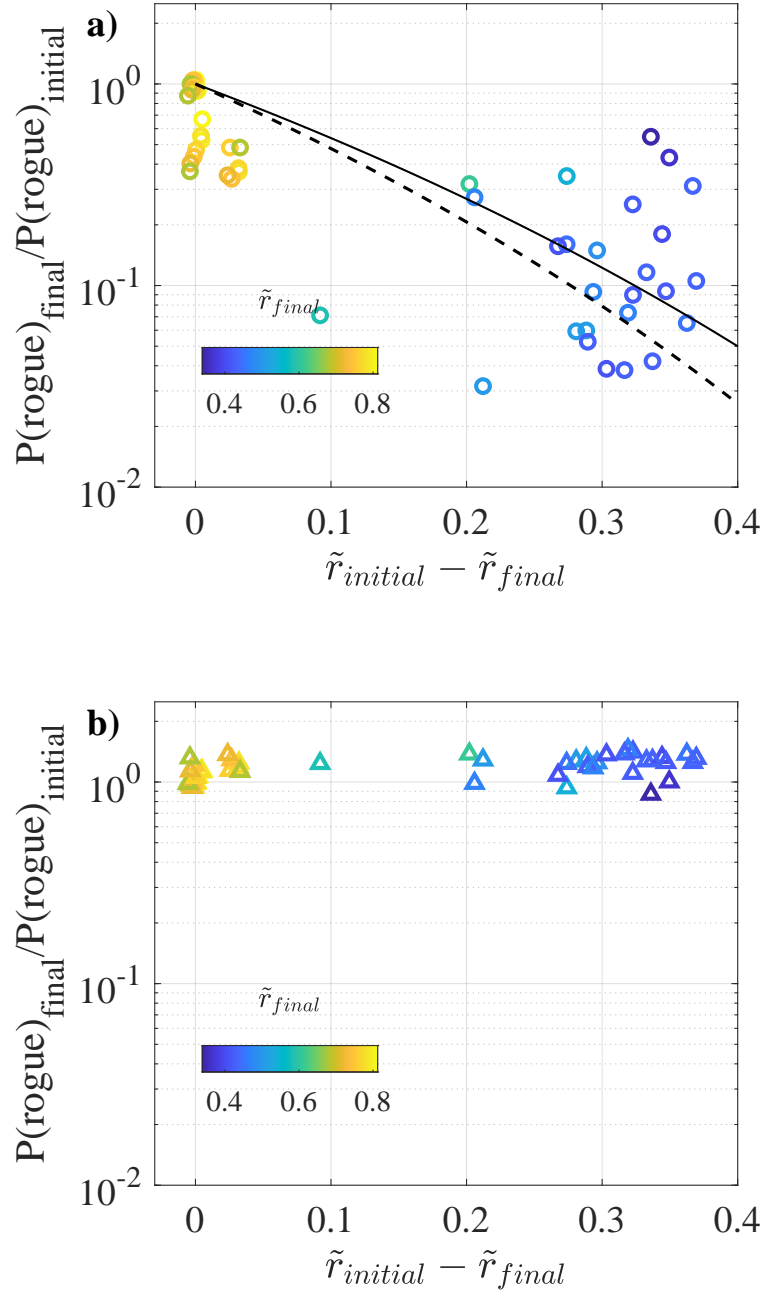 a)
P(rogue)_final/P(rogue)_initial
10^0
10^-1
10^-2
r̃_final
0.4 0.6 0.8
0 0.1 0.2 0.3 0.4
r̃_initial − r̃_final
b)
P(rogue)_final/P(rogue)_initial
10^0
10^-1
10^-2
r̃_final
0.4 0.6 0.8
0 0.1 0.2 0.3 0.4
r̃_initial − r̃_final